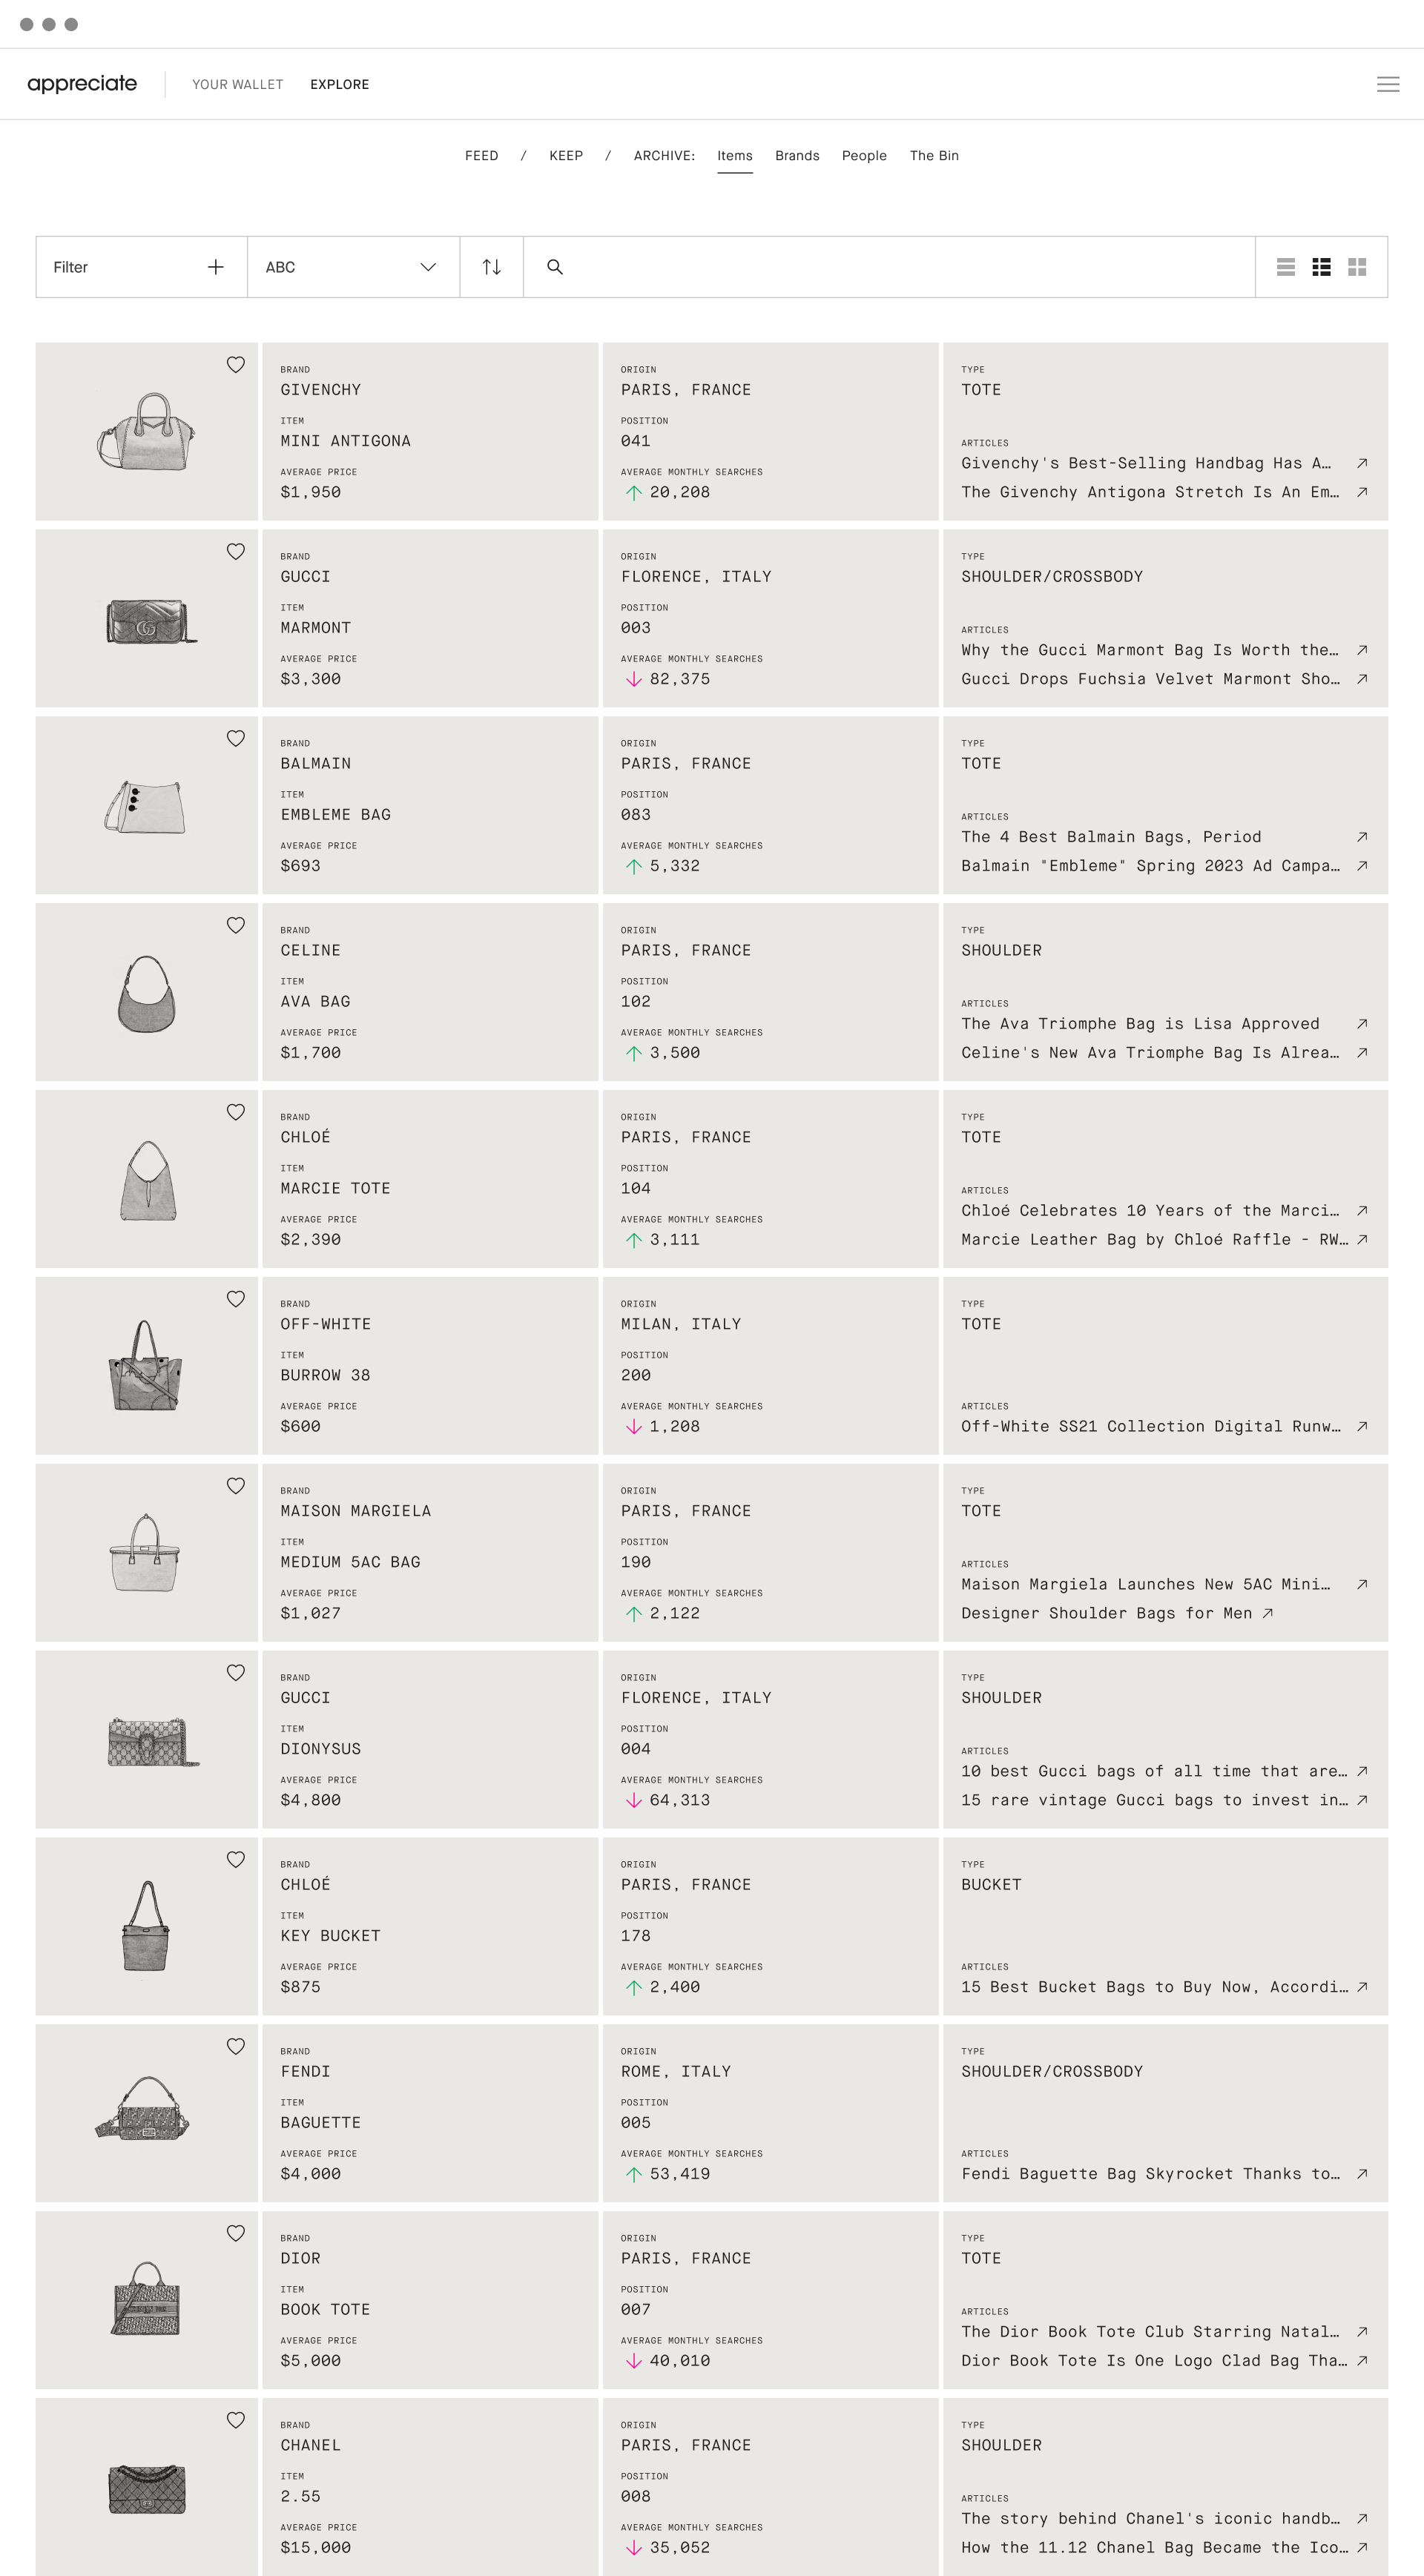 appreciate YOUR WALLET EXPLORE
FEED / KEEP / ARCHIVE: Items Brands People The Bin
Filter ABC
BRAND
GIVENCHY
ITEM
MINI ANTIGONA
AVERAGE PRICE
$1,950
ORIGIN
PARIS, FRANCE
POSITION
041
AVERAGE MONTHLY SEARCHES
20,208
TYPE
TOTE
ARTICLES
Givenchy's Best-Selling Handbag Has A…
The Givenchy Antigona Stretch Is An Em…
BRAND
GUCCI
ITEM
MARMONT
AVERAGE PRICE
$3,300
ORIGIN
FLORENCE, ITALY
POSITION
003
AVERAGE MONTHLY SEARCHES
82,375
TYPE
SHOULDER/CROSSBODY
ARTICLES
Why the Gucci Marmont Bag Is Worth the…
Gucci Drops Fuchsia Velvet Marmont Sho…
BRAND
BALMAIN
ITEM
EMBLEME BAG
AVERAGE PRICE
$693
ORIGIN
PARIS, FRANCE
POSITION
083
AVERAGE MONTHLY SEARCHES
5,332
TYPE
TOTE
ARTICLES
The 4 Best Balmain Bags, Period
Balmain "Embleme" Spring 2023 Ad Campa…
BRAND
CELINE
ITEM
AVA BAG
AVERAGE PRICE
$1,700
ORIGIN
PARIS, FRANCE
POSITION
102
AVERAGE MONTHLY SEARCHES
3,500
TYPE
SHOULDER
ARTICLES
The Ava Triomphe Bag is Lisa Approved
Celine's New Ava Triomphe Bag Is Alrea…
BRAND
CHLOÉ
ITEM
MARCIE TOTE
AVERAGE PRICE
$2,390
ORIGIN
PARIS, FRANCE
POSITION
104
AVERAGE MONTHLY SEARCHES
3,111
TYPE
TOTE
ARTICLES
Chloé Celebrates 10 Years of the Marci…
Marcie Leather Bag by Chloé Raffle - RW…
BRAND
OFF-WHITE
ITEM
BURROW 38
AVERAGE PRICE
$600
ORIGIN
MILAN, ITALY
POSITION
200
AVERAGE MONTHLY SEARCHES
1,208
TYPE
TOTE
ARTICLES
Off-White SS21 Collection Digital Runw…
BRAND
MAISON MARGIELA
ITEM
MEDIUM 5AC BAG
AVERAGE PRICE
$1,027
ORIGIN
PARIS, FRANCE
POSITION
190
AVERAGE MONTHLY SEARCHES
2,122
TYPE
TOTE
ARTICLES
Maison Margiela Launches New 5AC Mini…
Designer Shoulder Bags for Men
BRAND
GUCCI
ITEM
DIONYSUS
AVERAGE PRICE
$4,800
ORIGIN
FLORENCE, ITALY
POSITION
004
AVERAGE MONTHLY SEARCHES
64,313
TYPE
SHOULDER
ARTICLES
10 best Gucci bags of all time that are…
15 rare vintage Gucci bags to invest in…
BRAND
CHLOÉ
ITEM
KEY BUCKET
AVERAGE PRICE
$875
ORIGIN
PARIS, FRANCE
POSITION
178
AVERAGE MONTHLY SEARCHES
2,400
TYPE
BUCKET
ARTICLES
15 Best Bucket Bags to Buy Now, Accordi…
BRAND
FENDI
ITEM
BAGUETTE
AVERAGE PRICE
$4,000
ORIGIN
ROME, ITALY
POSITION
005
AVERAGE MONTHLY SEARCHES
53,419
TYPE
SHOULDER/CROSSBODY
ARTICLES
Fendi Baguette Bag Skyrocket Thanks to…
BRAND
DIOR
ITEM
BOOK TOTE
AVERAGE PRICE
$5,000
ORIGIN
PARIS, FRANCE
POSITION
007
AVERAGE MONTHLY SEARCHES
40,010
TYPE
TOTE
ARTICLES
The Dior Book Tote Club Starring Natal…
Dior Book Tote Is One Logo Clad Bag Tha…
BRAND
CHANEL
ITEM
2.55
AVERAGE PRICE
$15,000
ORIGIN
PARIS, FRANCE
POSITION
008
AVERAGE MONTHLY SEARCHES
35,052
TYPE
SHOULDER
ARTICLES
The story behind Chanel's iconic handb…
How the 11.12 Chanel Bag Became the Ico…